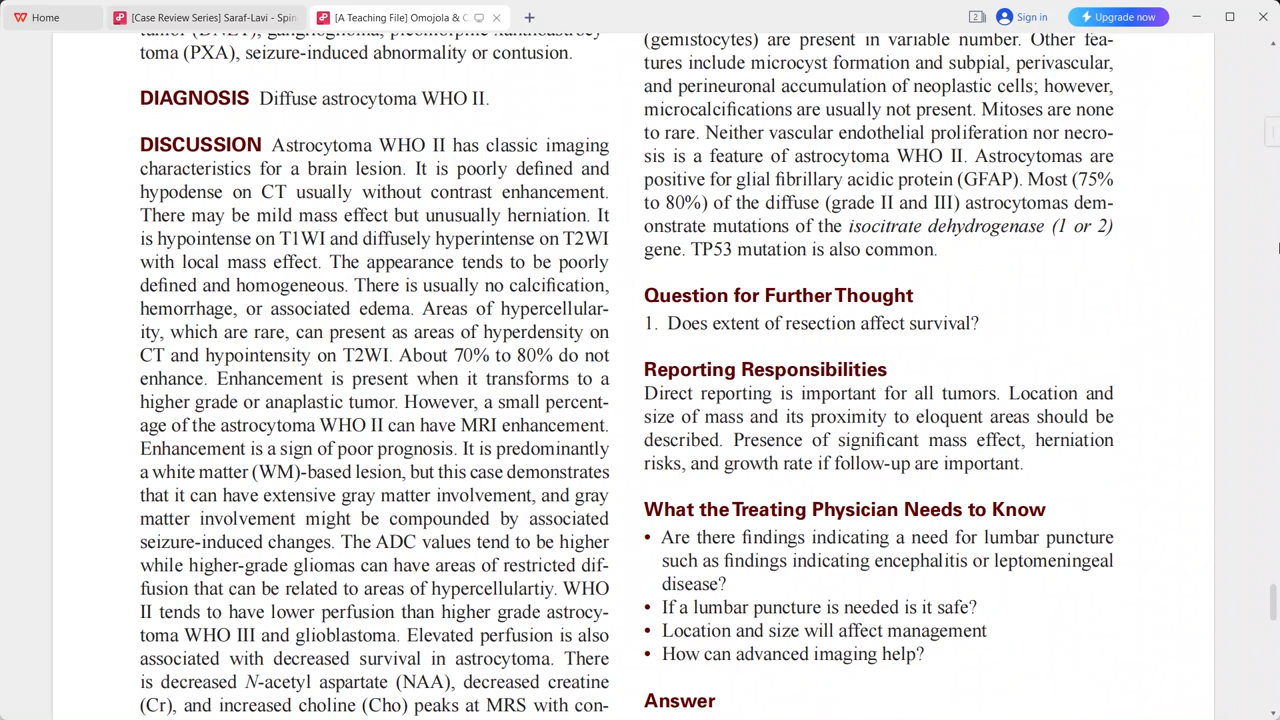 Home
[Case Review Series] Saraf-Lavi - Spin
[A Teaching File] Omojola & C
2
Sign in
Upgrade now
toma (PXA), seizure-induced abnormality or contusion.
DIAGNOSIS Diffuse astrocytoma WHO II.
DISCUSSION Astrocytoma WHO II has classic imaging
characteristics for a brain lesion. It is poorly defined and
hypodense on CT usually without contrast enhancement.
There may be mild mass effect but unusually herniation. It
is hypointense on T1WI and diffusely hyperintense on T2WI
with local mass effect. The appearance tends to be poorly
defined and homogeneous. There is usually no calcification,
hemorrhage, or associated edema. Areas of hypercellular-
ity, which are rare, can present as areas of hyperdensity on
CT and hypointensity on T2WI. About 70% to 80% do not
enhance. Enhancement is present when it transforms to a
higher grade or anaplastic tumor. However, a small percent-
age of the astrocytoma WHO II can have MRI enhancement.
Enhancement is a sign of poor prognosis. It is predominantly
a white matter (WM)-based lesion, but this case demonstrates
that it can have extensive gray matter involvement, and gray
matter involvement might be compounded by associated
seizure-induced changes. The ADC values tend to be higher
while higher-grade gliomas can have areas of restricted dif-
fusion that can be related to areas of hypercellulartiy. WHO
II tends to have lower perfusion than higher grade astrocy-
toma WHO III and glioblastoma. Elevated perfusion is also
associated with decreased survival in astrocytoma. There
is decreased N-acetyl aspartate (NAA), decreased creatine
(Cr), and increased choline (Cho) peaks at MRS with con-
(gemistocytes) are present in variable number. Other fea-
tures include microcyst formation and subpial, perivascular,
and perineuronal accumulation of neoplastic cells; however,
microcalcifications are usually not present. Mitoses are none
to rare. Neither vascular endothelial proliferation nor necro-
sis is a feature of astrocytoma WHO II. Astrocytomas are
positive for glial fibrillary acidic protein (GFAP). Most (75%
to 80%) of the diffuse (grade II and III) astrocytomas dem-
onstrate mutations of the isocitrate dehydrogenase (1 or 2)
gene. TP53 mutation is also common.
Question for Further Thought
1. Does extent of resection affect survival?
Reporting Responsibilities
Direct reporting is important for all tumors. Location and
size of mass and its proximity to eloquent areas should be
described. Presence of significant mass effect, herniation
risks, and growth rate if follow-up are important.
What the Treating Physician Needs to Know
• Are there findings indicating a need for lumbar puncture
such as findings indicating encephalitis or leptomeningeal
disease?
• If a lumbar puncture is needed is it safe?
• Location and size will affect management
• How can advanced imaging help?
Answer